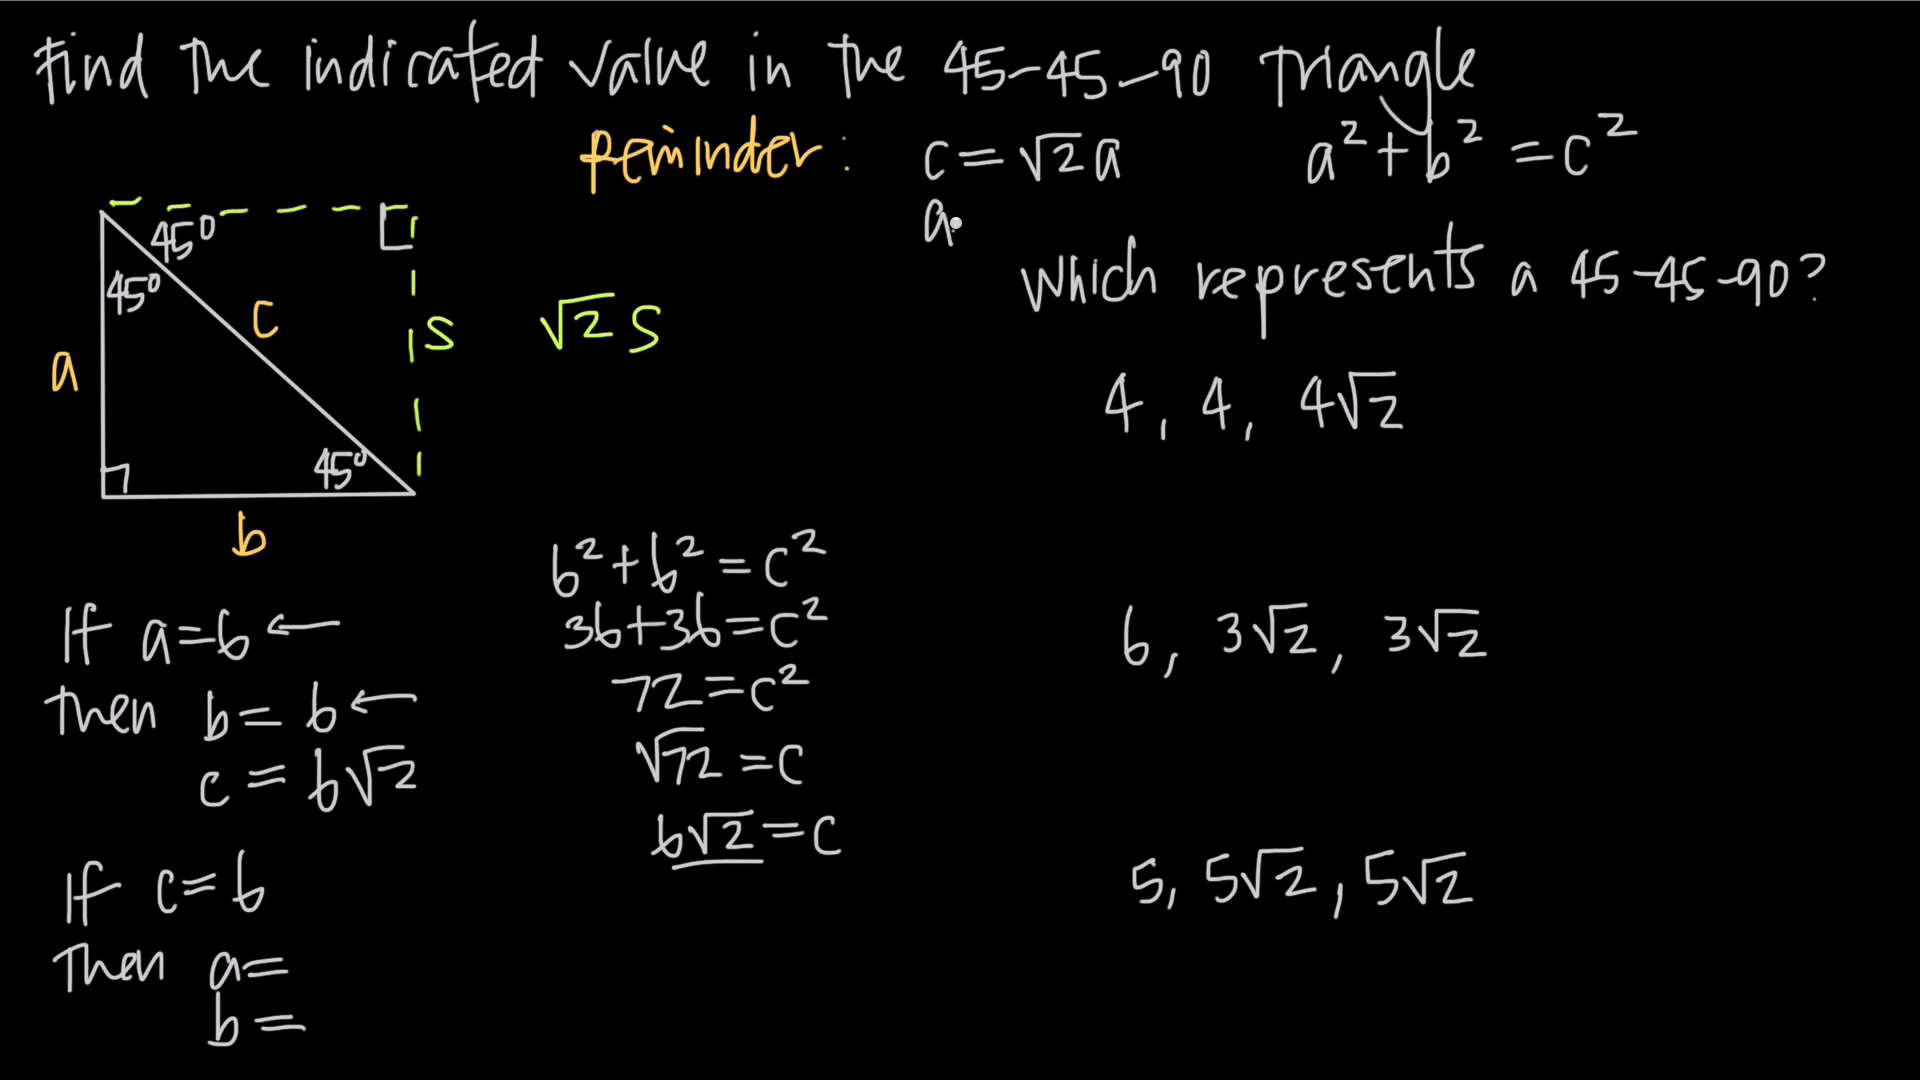 Find the indicated value in the 45-45-90 Triangle
Reminder: c = √2 a    a² + b² = c²
a
45°
45°
c
a
s
√2 s
45°
b
Which represents a 45-45-90?
4, 4, 4√2
6, 3√2, 3√2
5, 5√2, 5√2
If a = 6 ←
Then b = 6 ←
c = 6√2
If c = 6
Then a =
b =
6² + 6² = c²
36 + 36 = c²
72 = c²
√72 = c
6√2 = c